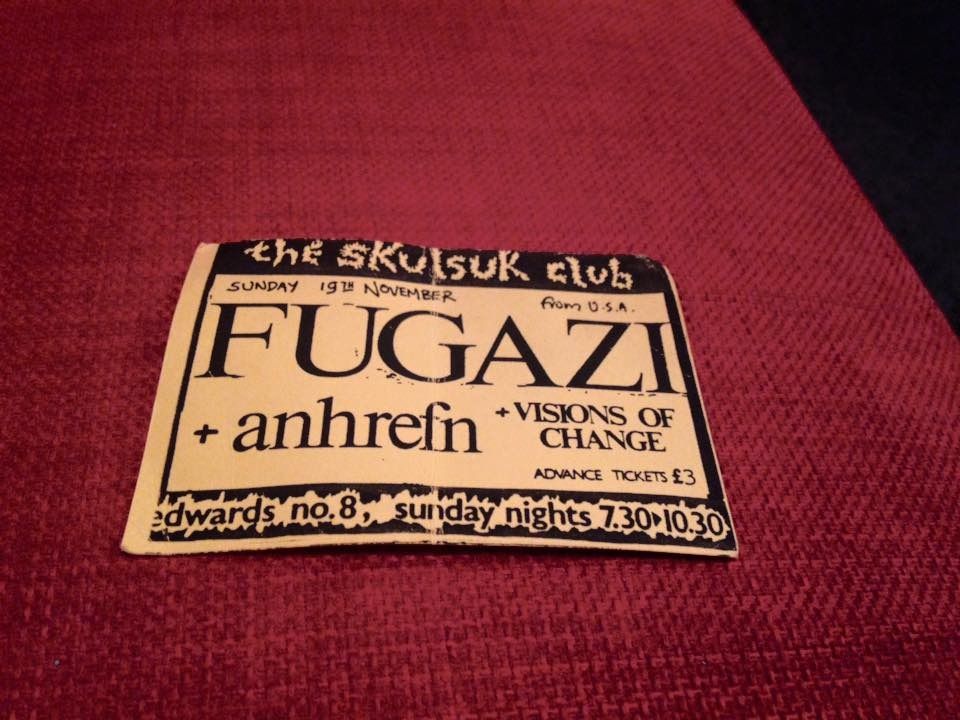 the skulsuk club
SUNDAY 19TH NOVEMBER from U.S.A.
FUGAZI
+ anhrefn + VISIONS OF
CHANGE
ADVANCE TICKETS £3
edwards no.8, sunday nights 7.30▸10.30.